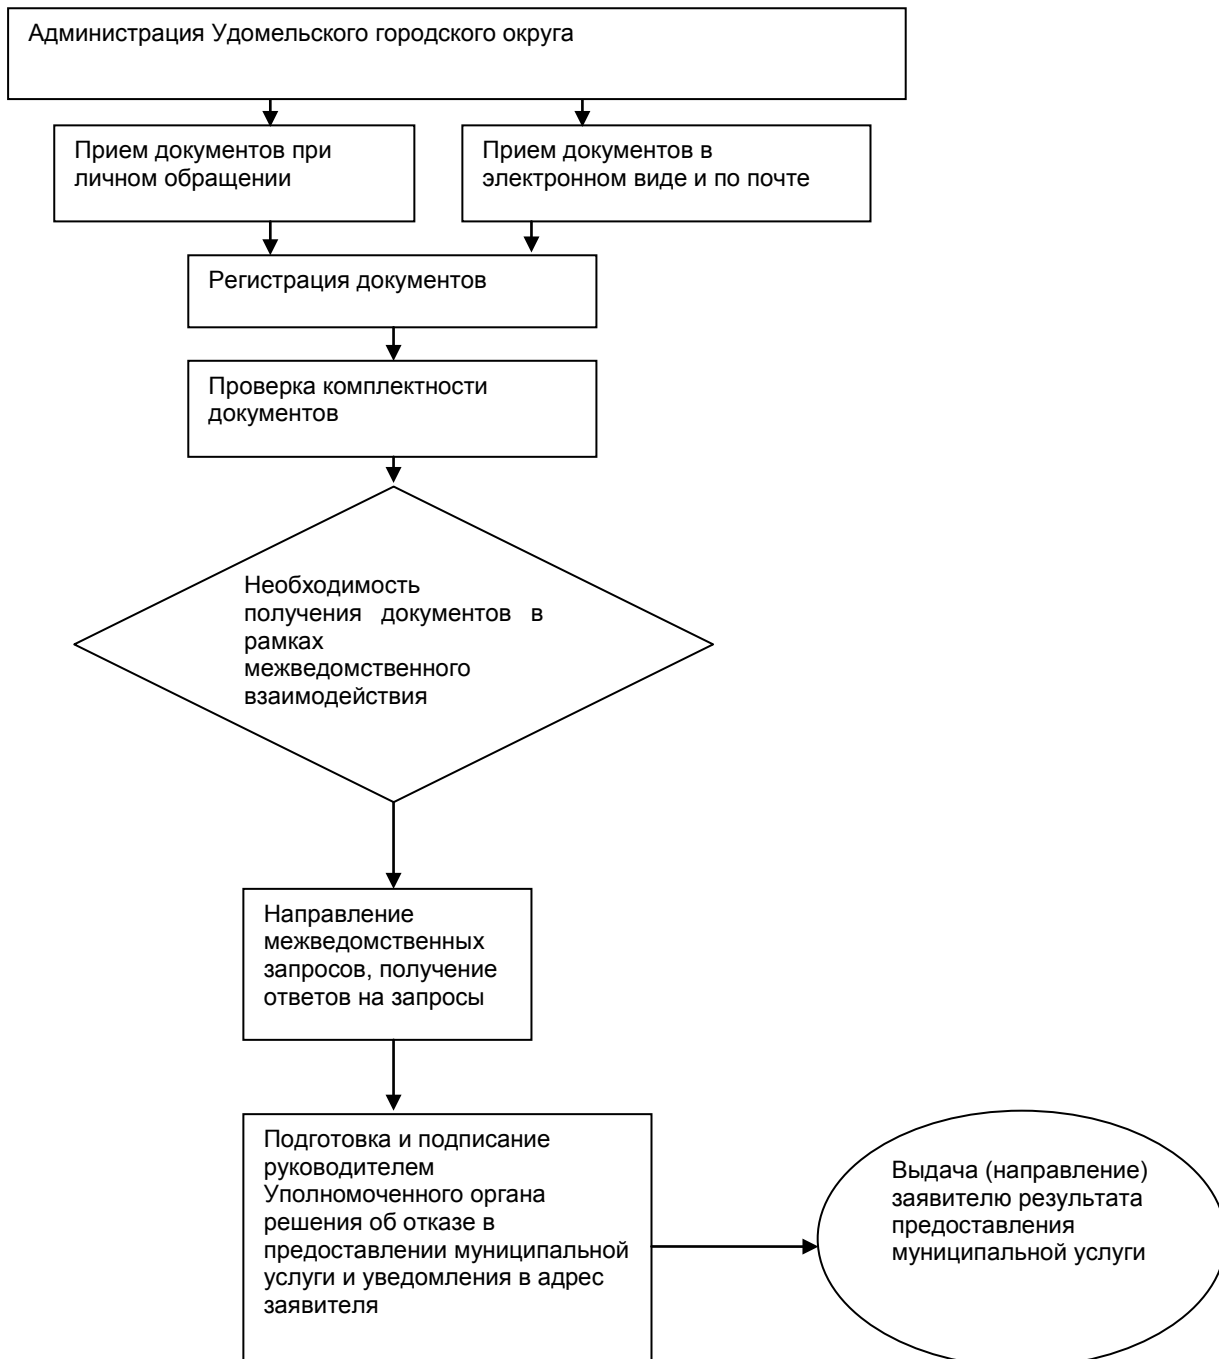 Администрация Удомельского городского округа
Прием документов при
личном обращении
Прием документов в
электронном виде и по почте
Регистрация документов
Проверка комплектности
документов
Необходимость
получения документов в
рамках
межведомственного
взаимодействия
Направление
межведомственных
запросов, получение
ответов на запросы
Подготовка и подписание
руководителем
Уполномоченного органа
решения об отказе в
предоставлении муниципальной
услуги и уведомления в адрес
заявителя
Выдача (направление)
заявителю результата
предоставления
муниципальной услуги